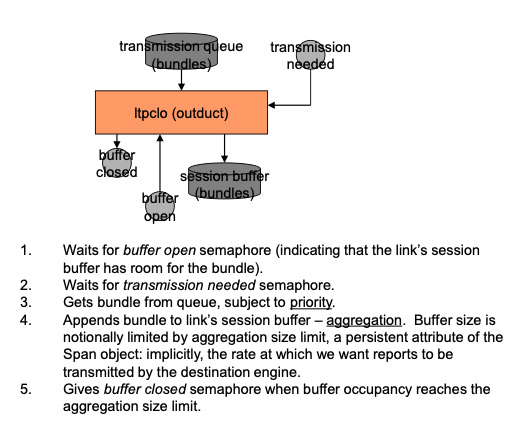 transmission queue
(bundles)
transmission
needed
ltpclo (outduct)
buffer
closed
session buffer
(bundles)
buffer
open
1. Waits for buffer open semaphore (indicating that the link's session
buffer has room for the bundle).
2. Waits for transmission needed semaphore.
3. Gets bundle from queue, subject to priority.
4. Appends bundle to link's session buffer – aggregation. Buffer size is
notionally limited by aggregation size limit, a persistent attribute of the
Span object: implicitly, the rate at which we want reports to be
transmitted by the destination engine.
5. Gives buffer closed semaphore when buffer occupancy reaches the
aggregation size limit.